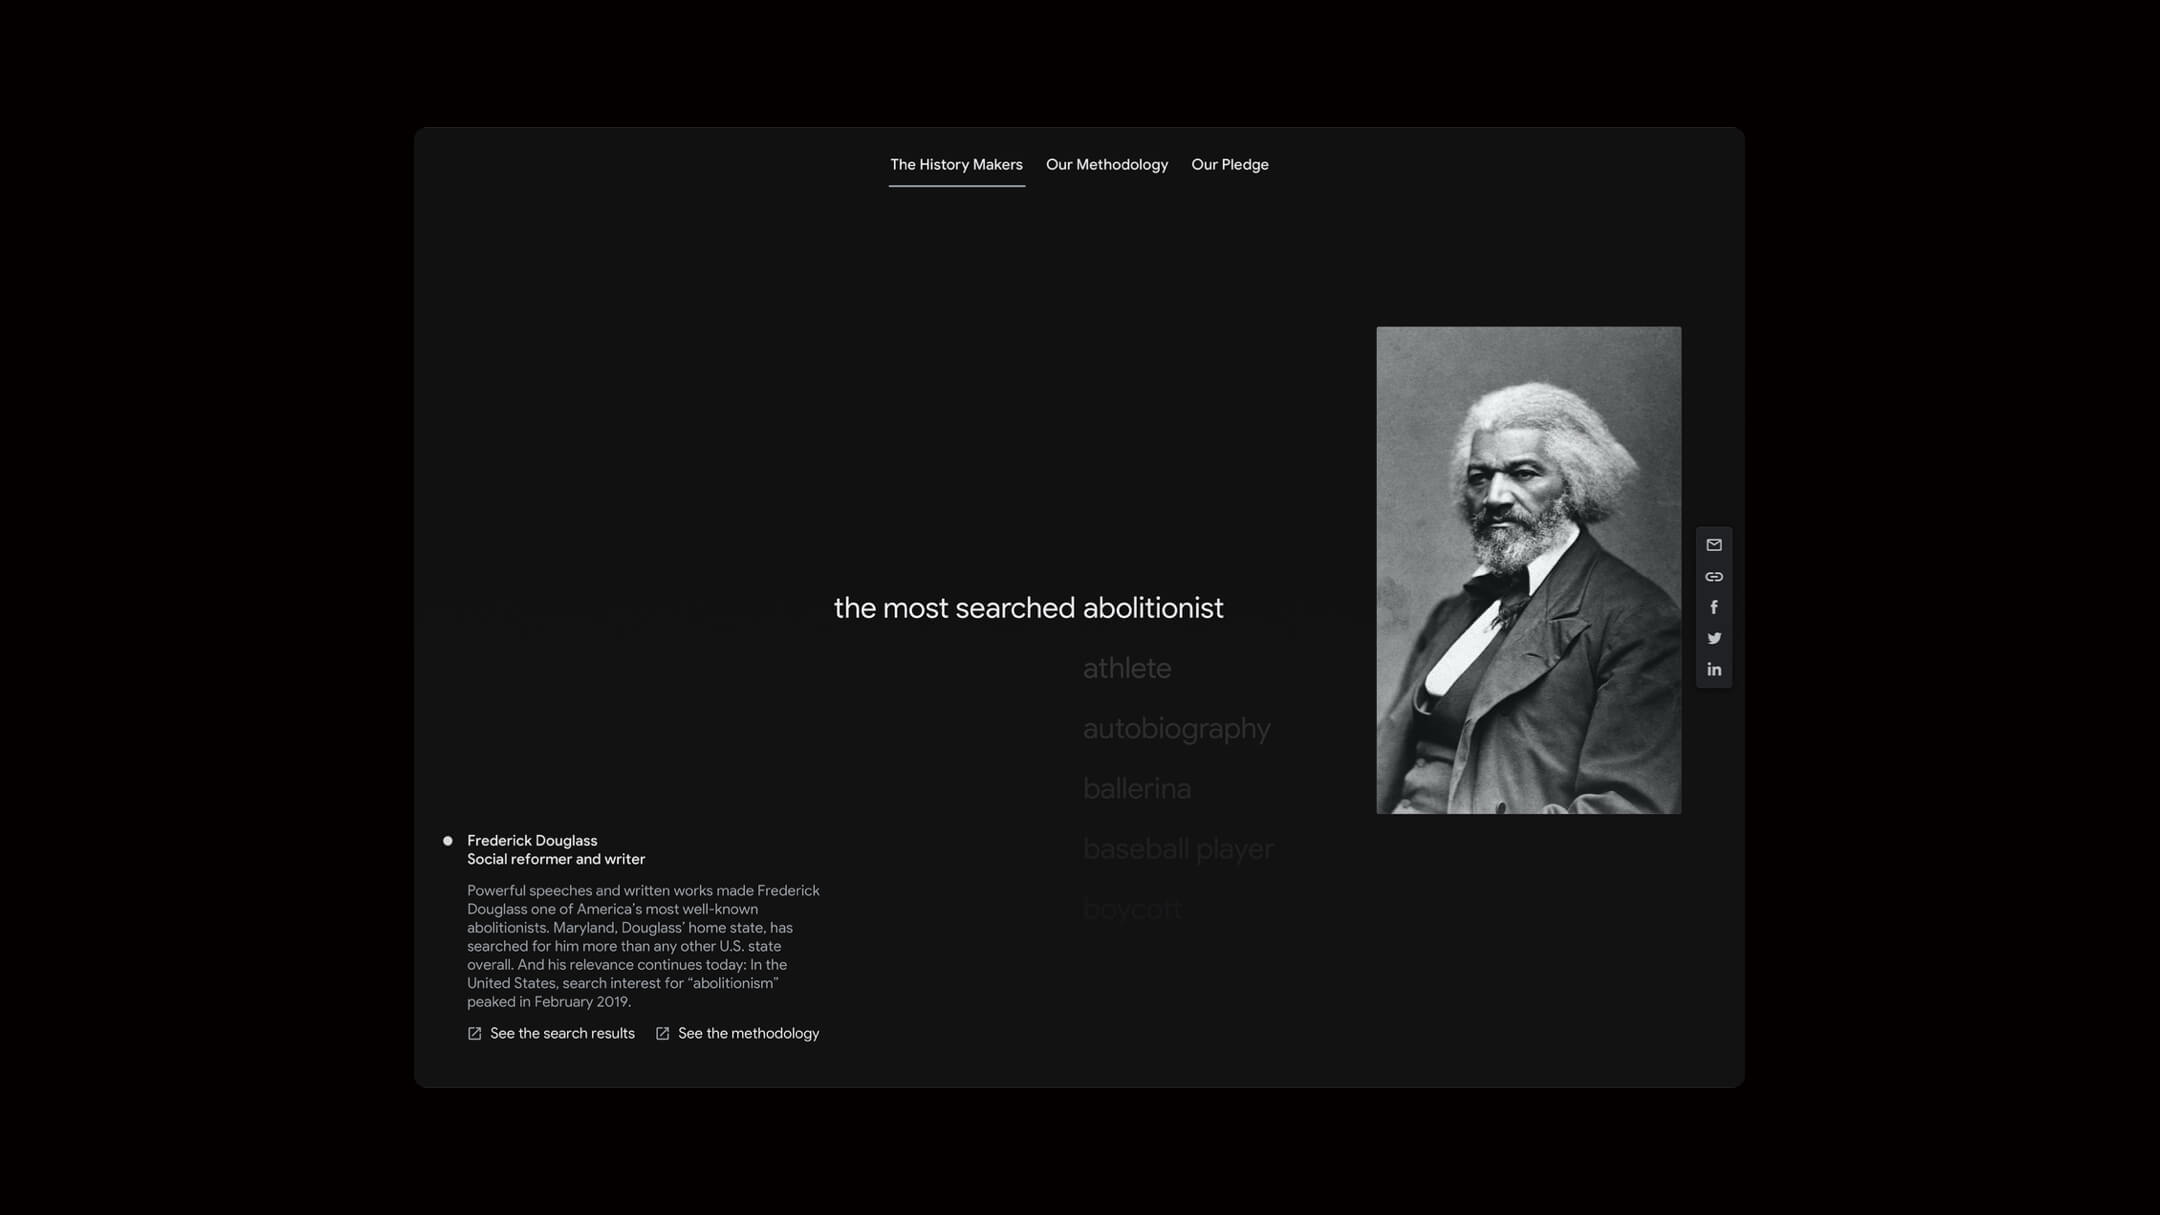 The History Makers Our Methodology Our Pledge
the most searched abolitionist
athlete
autobiography
ballerina
baseball player
boycott
Frederick Douglass
Social reformer and writer
Powerful speeches and written works made Frederick
Douglass one of America’s most well-known
abolitionists. Maryland, Douglass’ home state, has
searched for him more than any other U.S. state
overall. And his relevance continues today: In the
United States, search interest for “abolitionism”
peaked in February 2019.
See the search results See the methodology